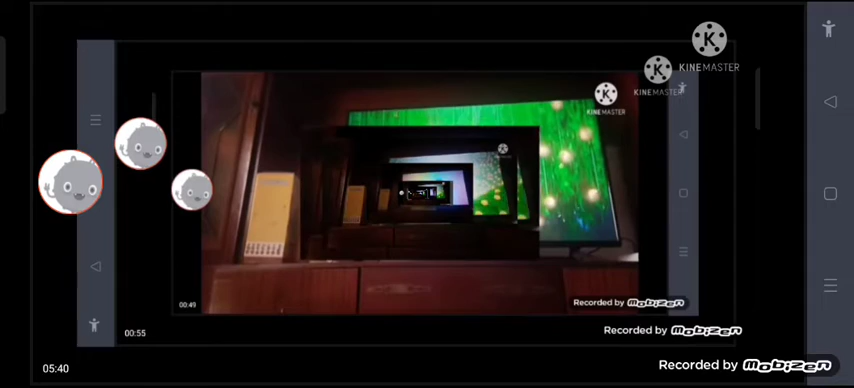 K
KINEMASTER
K
KINEMASTER
K
KINEMASTER
00:49
Recorded by mobizen
00:55
Recorded by mobizen
05:40
Recorded by mobizen